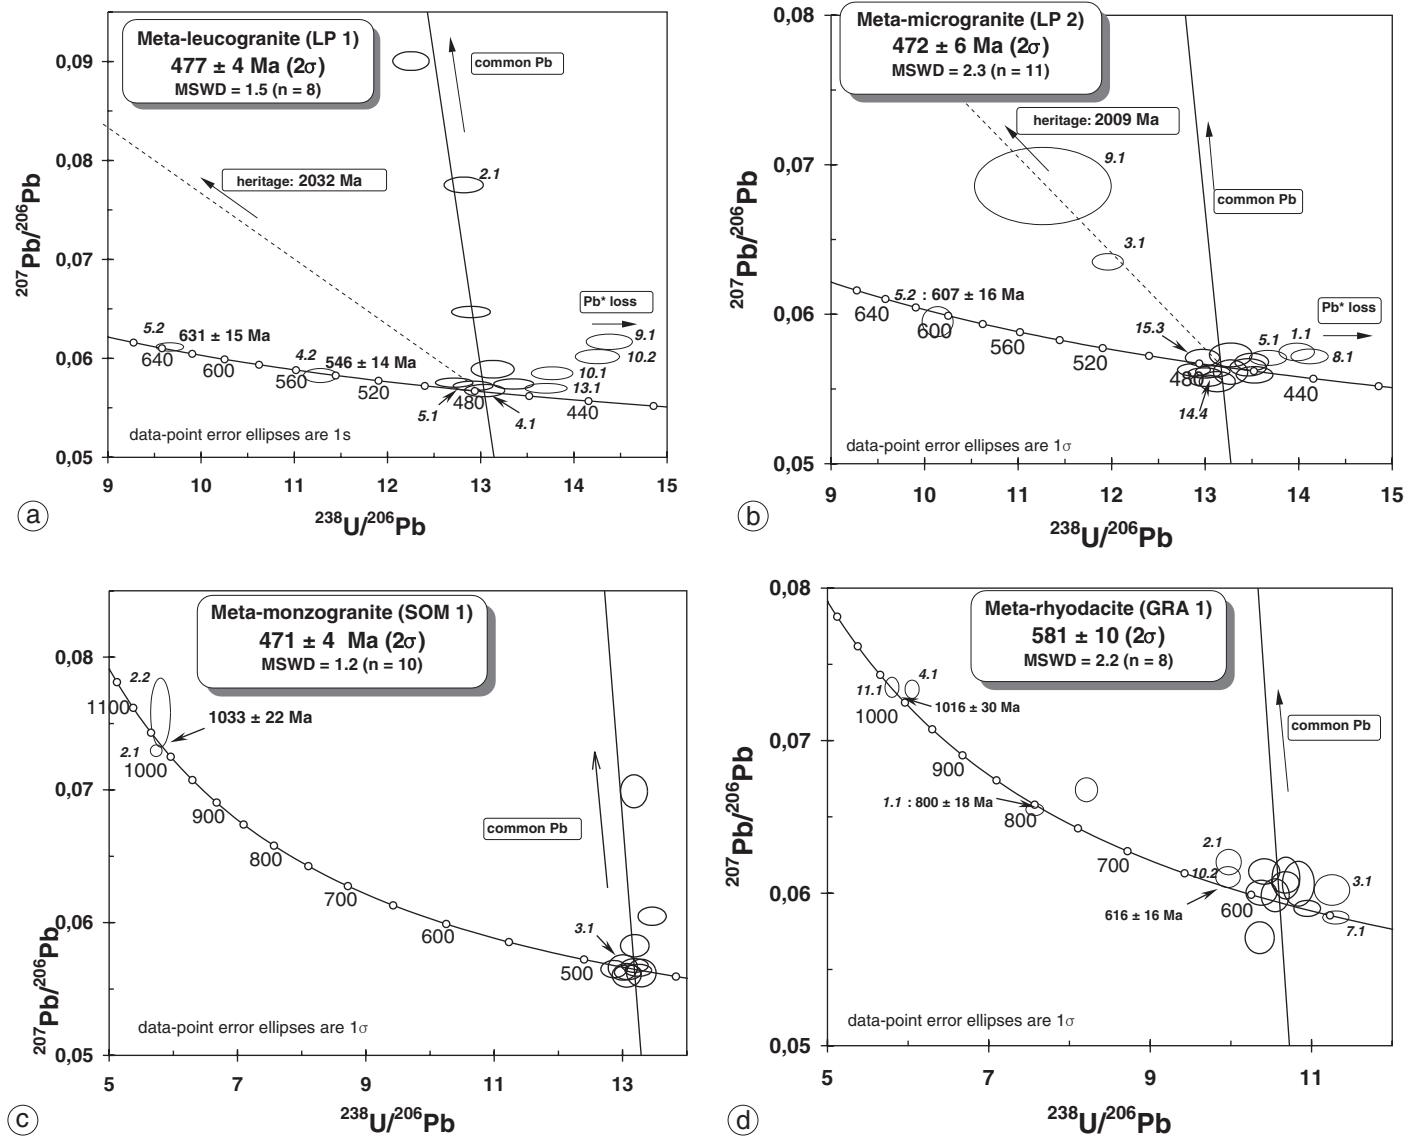 Meta-leucogranite (LP 1)
477 ± 4 Ma (2σ)
MSWD = 1.5 (n = 8)
common Pb
heritage: 2032 Ma
Pb* loss
2.1
9.1
10.2
10.1
13.1
5.2
631 ± 15 Ma
4.2
546 ± 14 Ma
5.1
4.1
640
600
560
520
480
440
data-point error ellipses are 1s
0,09
0,08
0,07
0,06
0,05
9 10 11 12 13 14 15
207Pb/206Pb
238U/206Pb
a
Meta-microgranite (LP 2)
472 ± 6 Ma (2σ)
MSWD = 2.3 (n = 11)
heritage: 2009 Ma
9.1
common Pb
3.1
5.2 : 607 ± 16 Ma
Pb* loss
15.3
5.1
1.1
8.1
14.4
640
600
560
520
480
440
data-point error ellipses are 1σ
0,08
0,07
0,06
0,05
9 10 11 12 13 14 15
207Pb/206Pb
238U/206Pb
b
Meta-monzogranite (SOM 1)
471 ± 4 Ma (2σ)
MSWD = 1.2 (n = 10)
2.2
1033 ± 22 Ma
2.1
common Pb
3.1
1100
1000
900
800
700
600
500
data-point error ellipses are 1σ
0,08
0,07
0,06
0,05
5 7 9 11 13
207Pb/206Pb
238U/206Pb
c
Meta-rhyodacite (GRA 1)
581 ± 10 (2σ)
MSWD = 2.2 (n = 8)
4.1
11.1
1016 ± 30 Ma
common Pb
1.1 : 800 ± 18 Ma
2.1
10.2
616 ± 16 Ma
3.1
7.1
1000
900
800
700
600
data-point error ellipses are 1σ
0,08
0,07
0,06
0,05
5 7 9 11
207Pb/206Pb
238U/206Pb
d